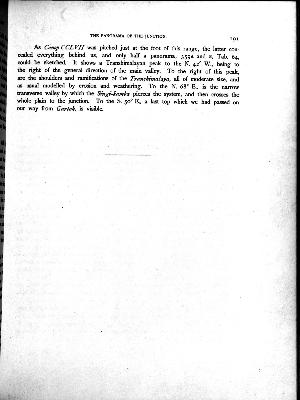 THE PANORAMA OF THE JUNCTION. 101
As Camp CCLVII was pitched just at the foot of this range, the latter con-
cealed everything behind us, and only half a panorama, 359A and B, Tab. 64,
could be sketched. It shows a Transhimalayan peak to the N. 42° W., being to
the right of the general direction of the main valley. To the right of this peak,
are the shoulders and ramifications of the Transhimalaya, all of moderate size, and
as usual modelled by erosion and weathering. To the N. 68° E., is the narrow
transverse valley by which the Singi-kamba pierces the system, and then crosses the
whole plain to the junction. To the S. 50° E., a last top which we had passed on
our way from Gartok, is visible.